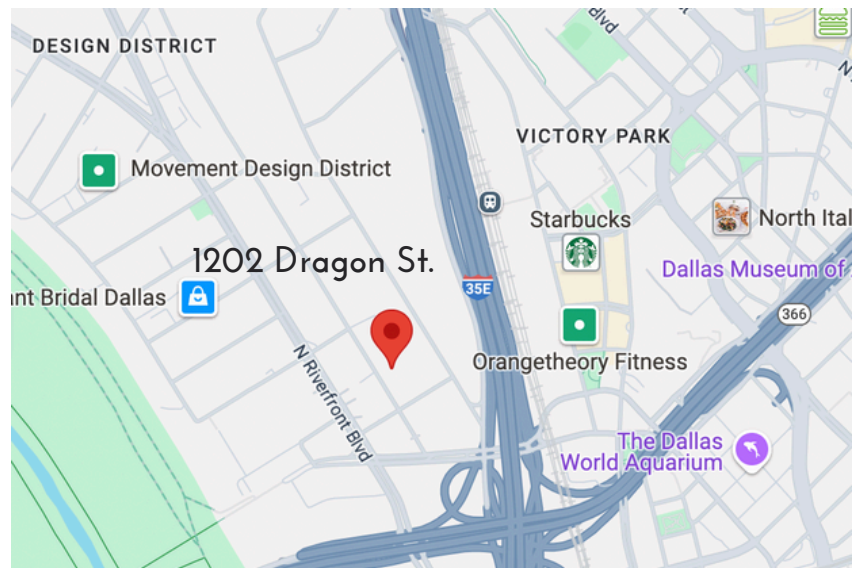 Blvd
DESIGN DISTRICT
VICTORY PARK
Movement Design District
Starbucks
North Ital
1202 Dragon St.
Dallas Museum of
nt Bridal Dallas
35E
366
N Riverfront Blvd
Orangetheory Fitness
The Dallas
World Aquarium